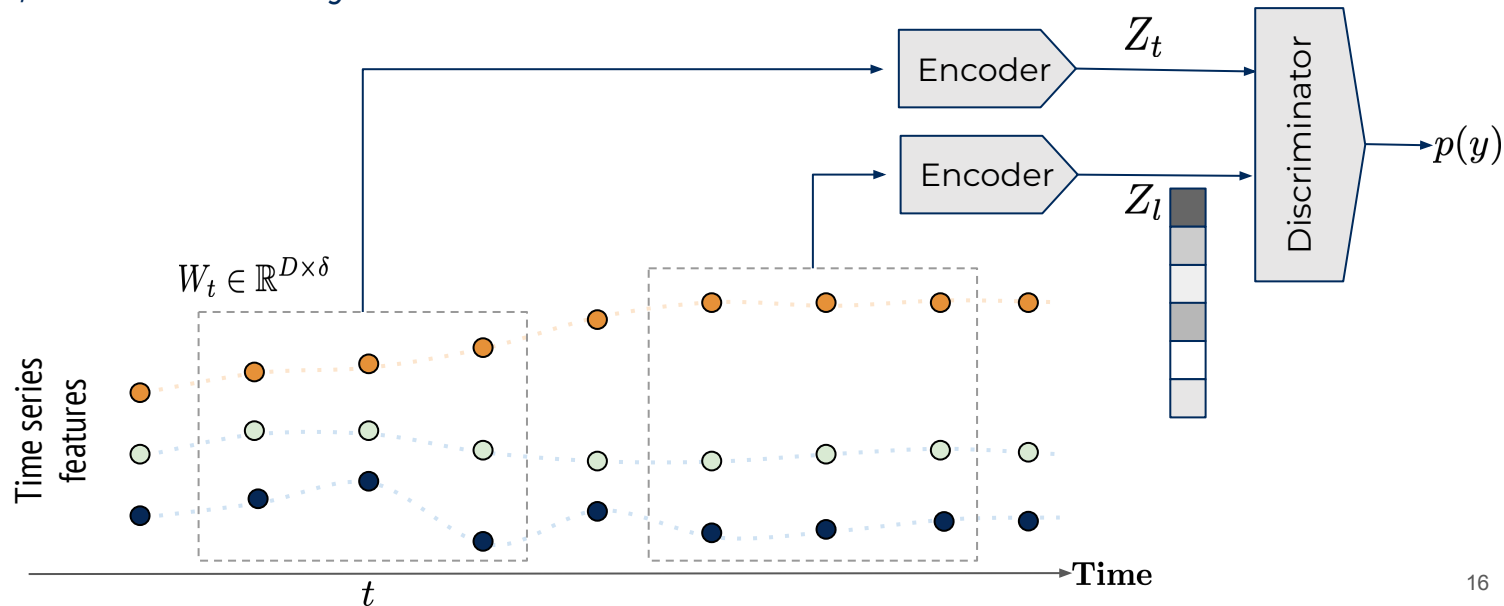 Encoder
Z_t
Discriminator
p(y)
Encoder
Z_l
W_t ∈ ℝ^{D×δ}
Time series
features
t
Time
16